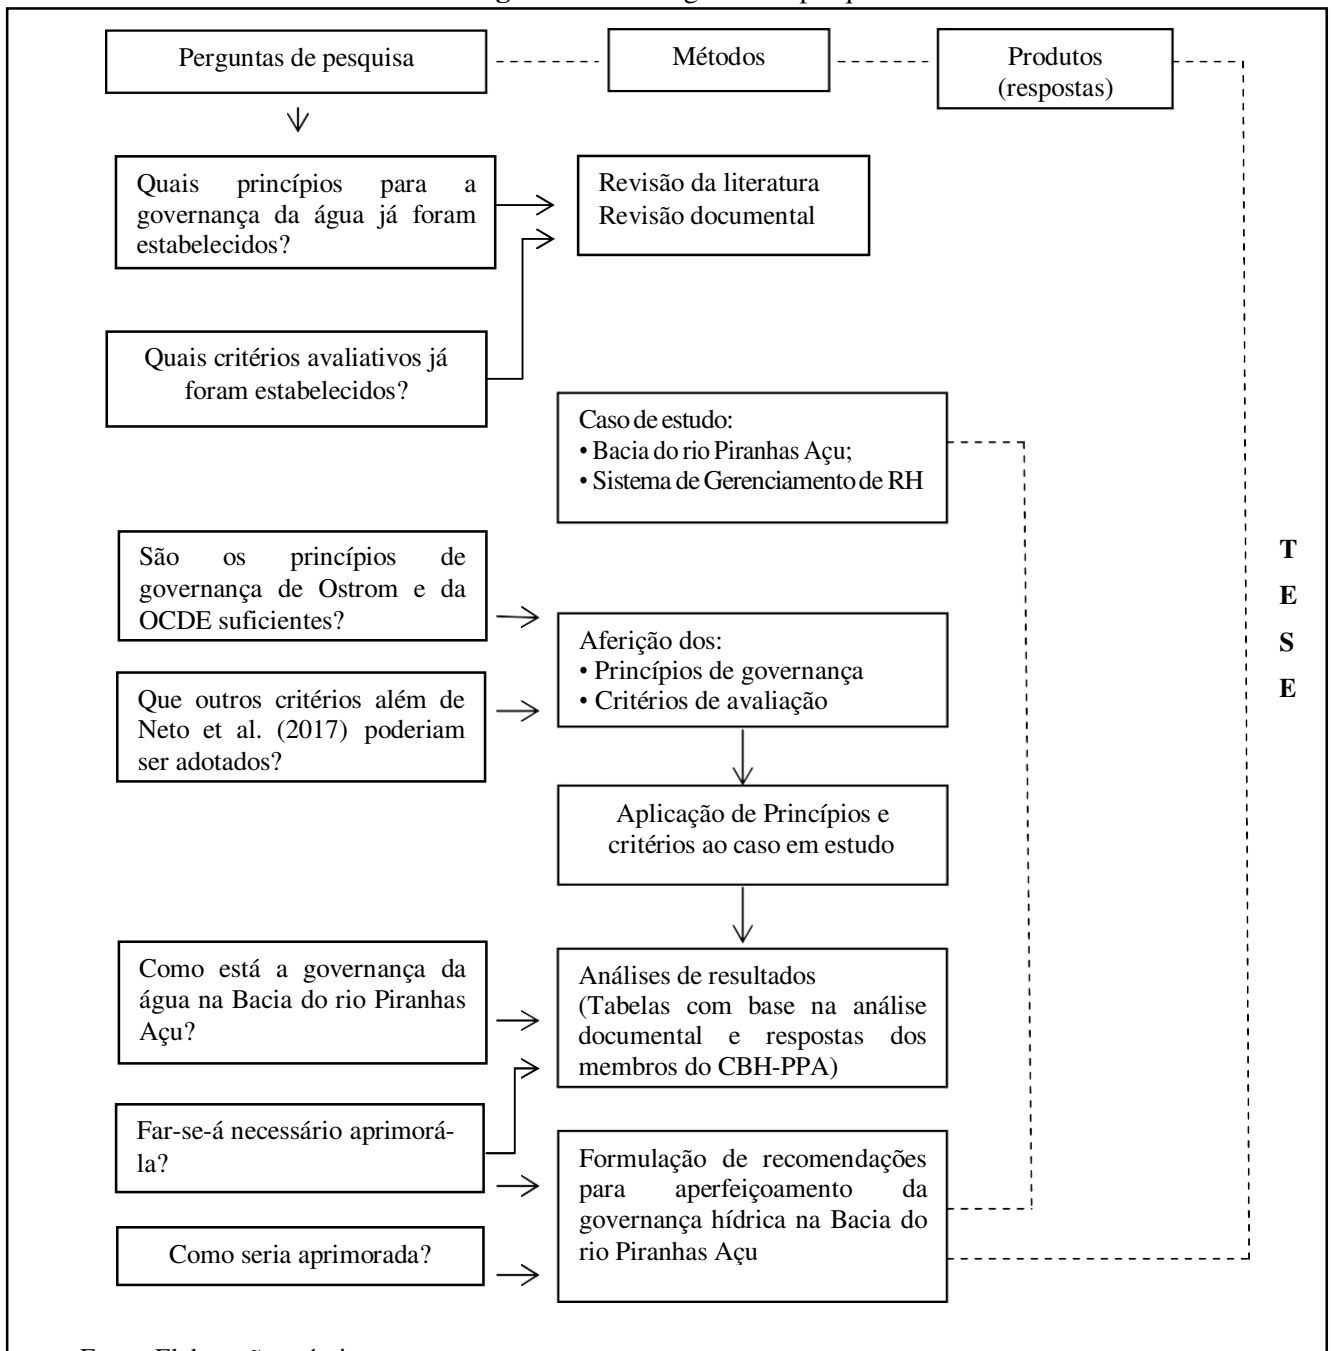 Perguntas de pesquisa
Métodos
Produtos
(respostas)
Quais princípios para a
governança da água já foram
estabelecidos?
Revisão da literatura
Revisão documental
Quais critérios avaliativos já
foram estabelecidos?
Caso de estudo:
• Bacia do rio Piranhas Açu;
• Sistema de Gerenciamento de RH
São os princípios de
governança de Ostrom e da
OCDE suficientes?
Aferição dos:
• Princípios de governança
• Critérios de avaliação
Que outros critérios além de
Neto et al. (2017) poderiam
ser adotados?
Aplicação de Princípios e
critérios ao caso em estudo
Como está a governança da
água na Bacia do rio Piranhas
Açu?
Análises de resultados
(Tabelas com base na análise
documental e respostas dos
membros do CBH-PPA)
Far-se-á necessário aprimorá-
la?
Formulação de recomendações
para aperfeiçoamento da
governança hídrica na Bacia do
rio Piranhas Açu
Como seria aprimorada?
T
E
S
E